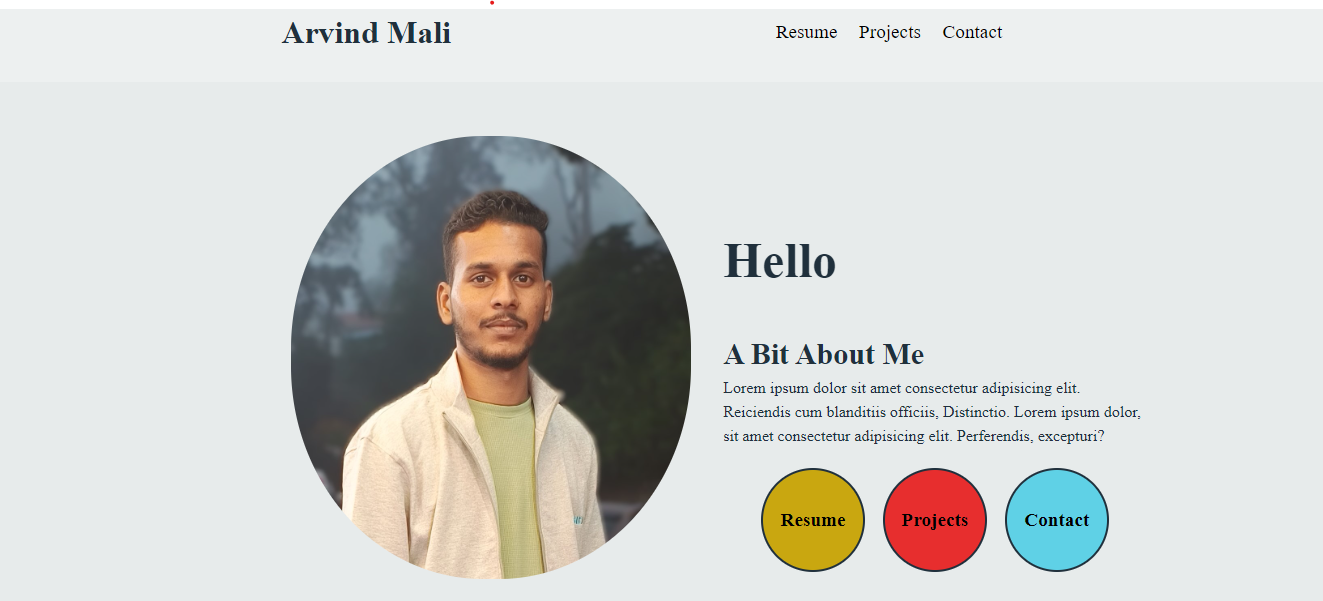 Arvind Mali
Resume Projects Contact
Hello
A Bit About Me
Lorem ipsum dolor sit amet consectetur adipisicing elit.
Reiciendis cum blanditiis officiis, Distinctio. Lorem ipsum dolor,
sit amet consectetur adipisicing elit. Perferendis, excepturi?
Resume Projects Contact